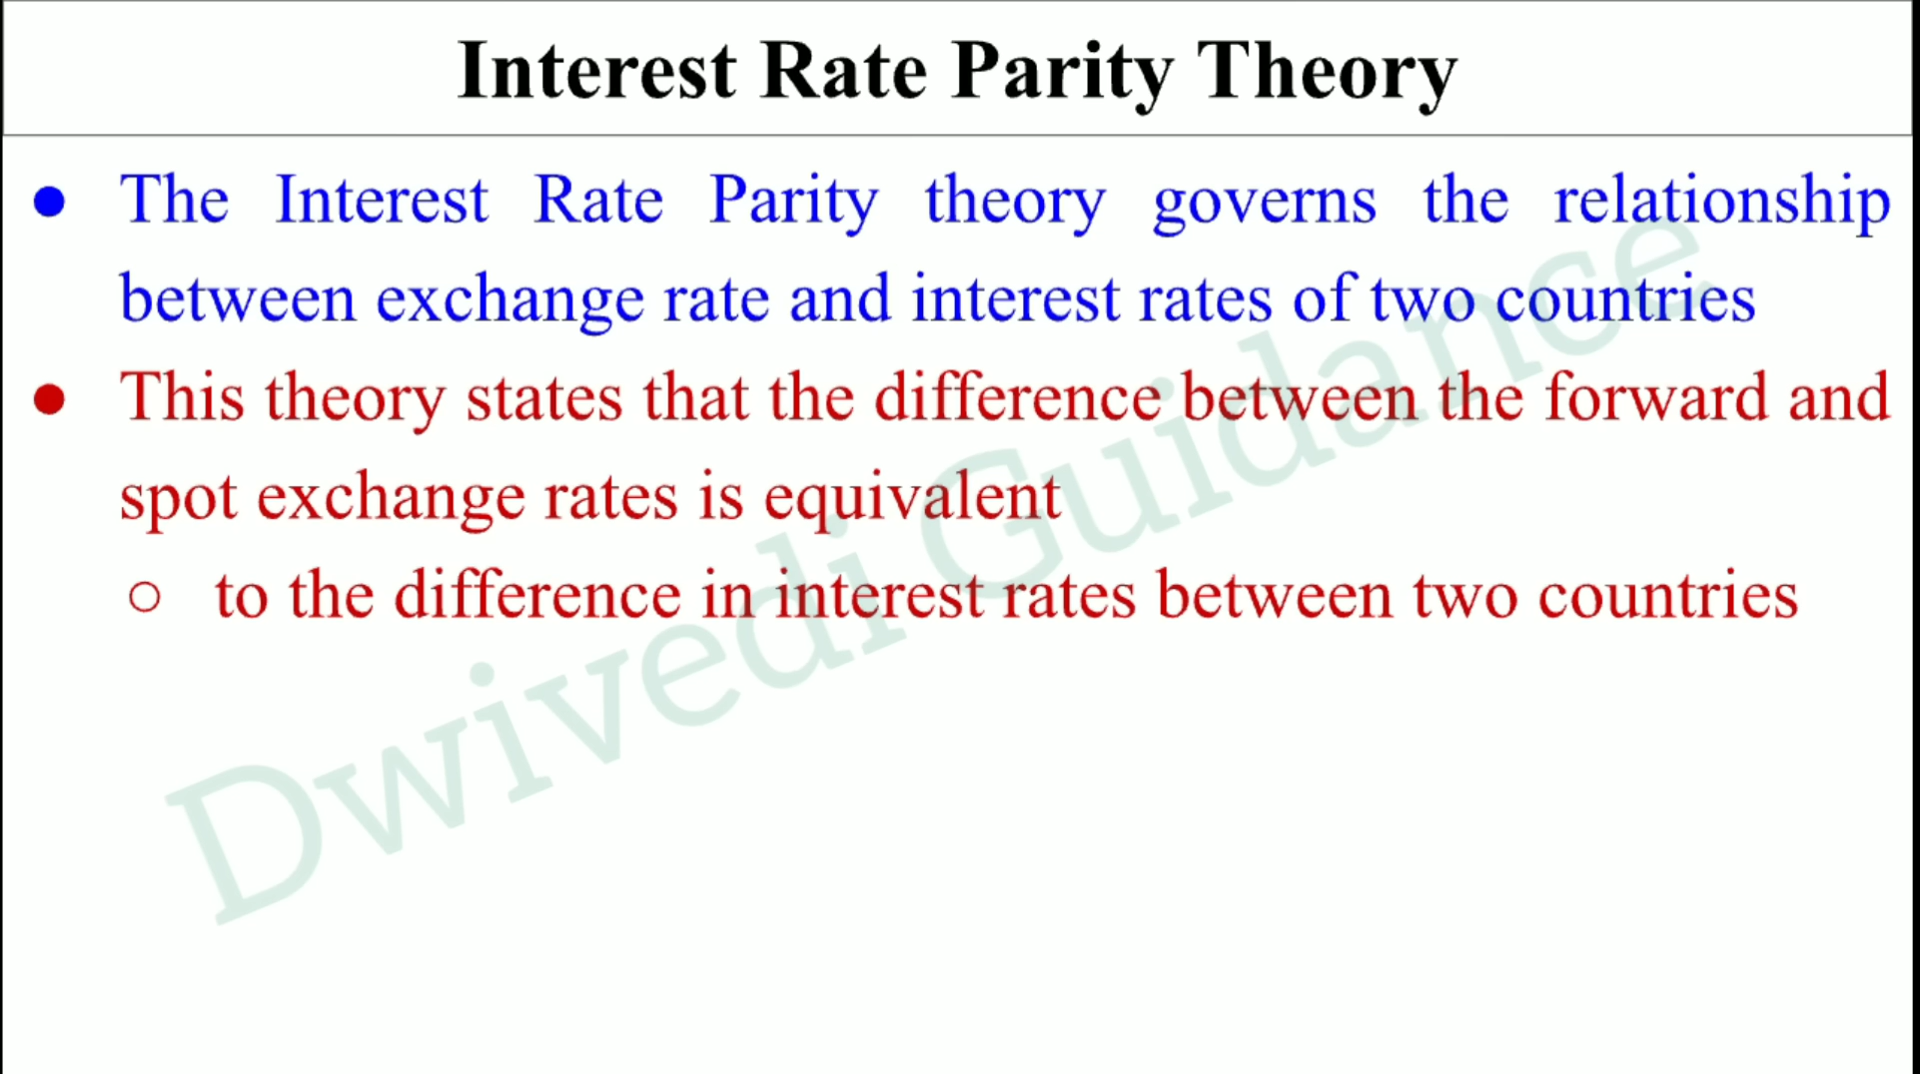 Interest Rate Parity Theory
● The Interest Rate Parity theory governs the relationship
between exchange rate and interest rates of two countries
● This theory states that the difference between the forward and
spot exchange rates is equivalent
○ to the difference in interest rates between two countries
Dwivedi Guidance